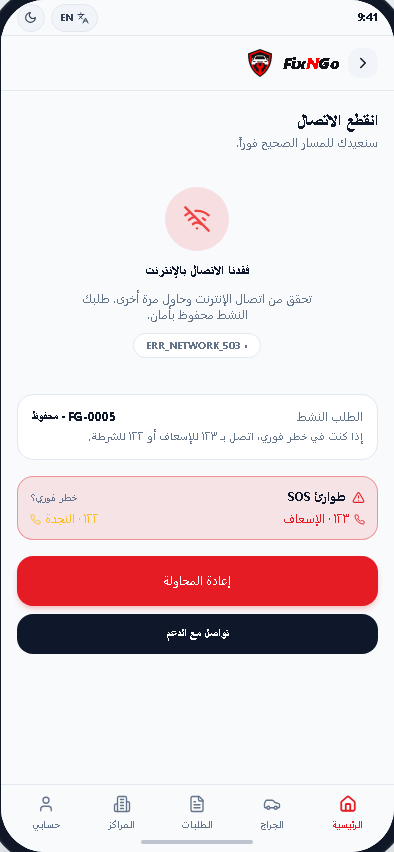 9:41
EN
FixNGo
انقطع الاتصال
سنعيدك للمسار الصحيح فوراً.
فقدنا الاتصال بالإنترنت
تحقق من اتصال الإنترنت وحاول مرة أخرى. طلبك
النشط محفوظ بأمان.
ERR_NETWORK_503 •
الطلب النشط
FG-0005 - محفوظ
إذا كنت في خطر فوري، اتصل بـ ١٢٣ للإسعاف أو ١٢٢ للشرطة.
طوارئ SOS
خطر فوري؟
١٢٣ · الإسعاف
١٢٢ · النجدة
إعادة المحاولة
تواصل مع الدعم
الرئيسية
الجراج
الطلبات
المراكز
حسابي